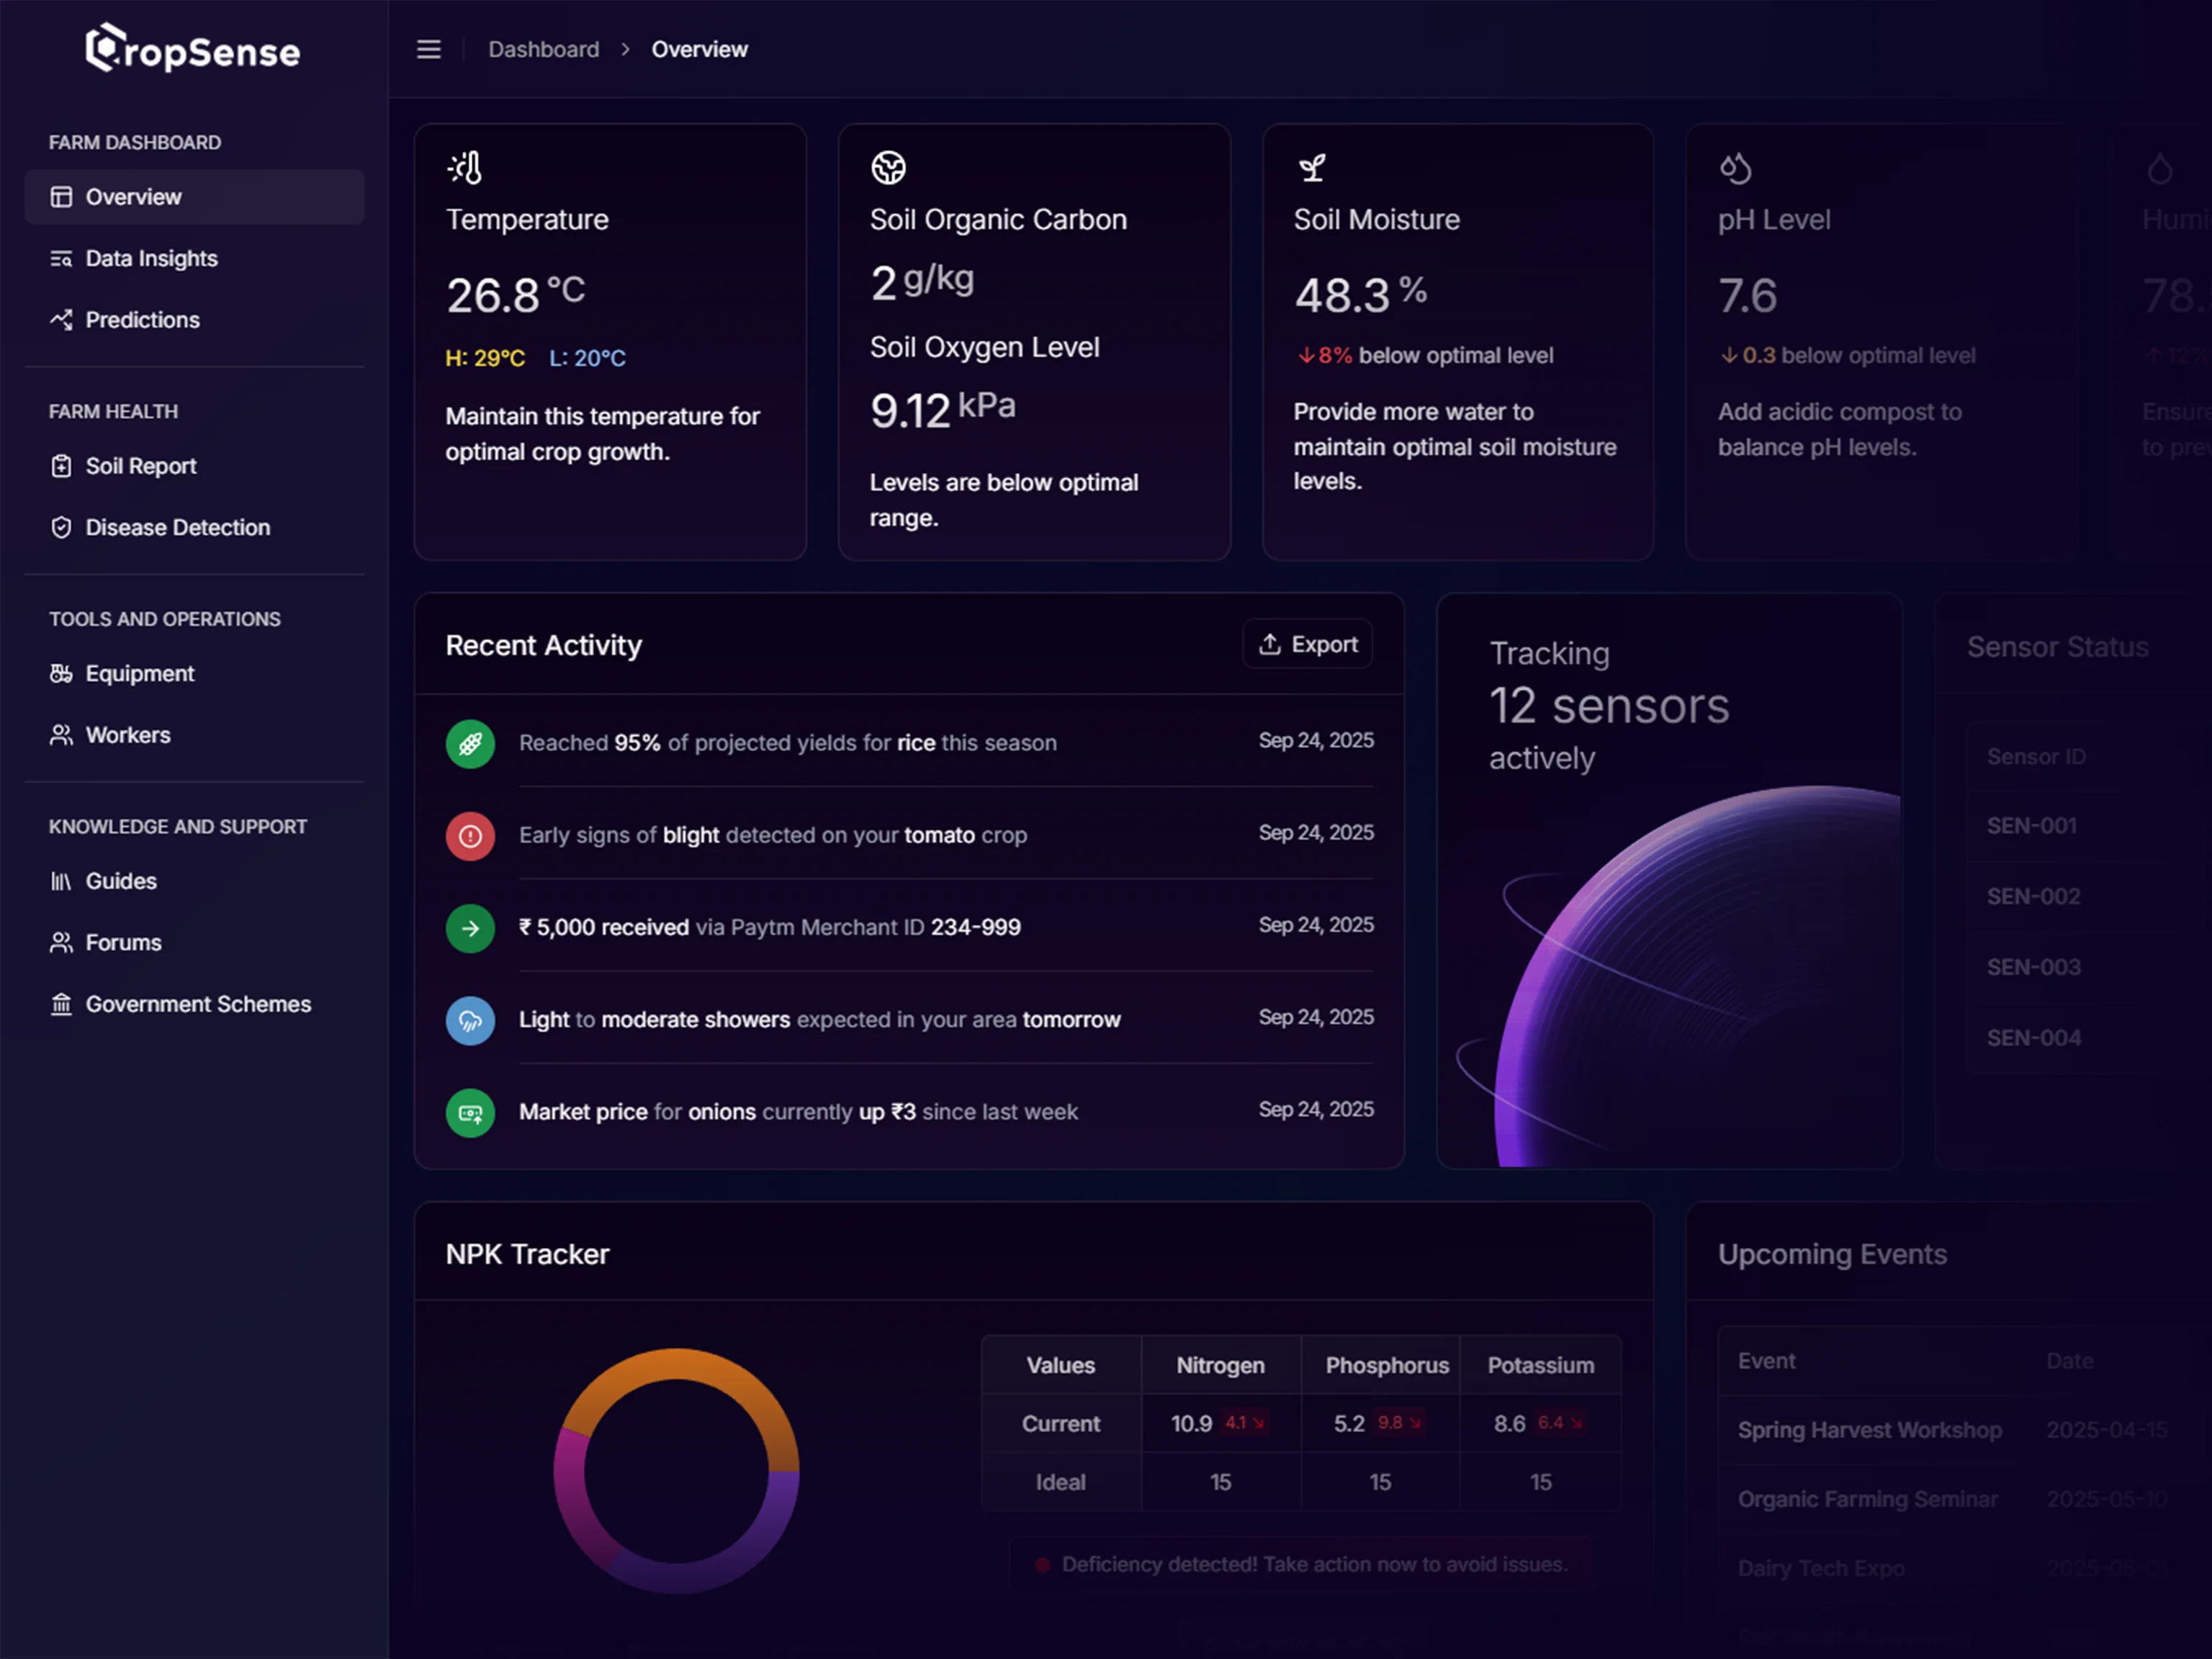 CropSense
FARM DASHBOARD
Overview
Data Insights
Predictions
FARM HEALTH
Soil Report
Disease Detection
TOOLS AND OPERATIONS
Equipment
Workers
KNOWLEDGE AND SUPPORT
Guides
Forums
Government Schemes
Dashboard > Overview
Temperature
26.8 °C
H: 29°C L: 20°C
Maintain this temperature for
optimal crop growth.
Soil Organic Carbon
2 g/kg
Soil Oxygen Level
9.12 kPa
Levels are below optimal
range.
Soil Moisture
48.3 %
↓8% below optimal level
Provide more water to
maintain optimal soil moisture
levels.
pH Level
7.6
↓0.3 below optimal level
Add acidic compost to
balance pH levels.
78.
↑12%
Ensure
to
Recent Activity
Export
Reached 95% of projected yields for rice this season Sep 24, 2025
Early signs of blight detected on your tomato crop Sep 24, 2025
₹ 5,000 received via Paytm Merchant ID 234-999 Sep 24, 2025
Light to moderate showers expected in your area tomorrow Sep 24, 2025
Market price for onions currently up ₹3 since last week Sep 24, 2025
Tracking
12 sensors
actively
Sensor Status
Sensor ID
SEN-001
SEN-002
SEN-003
SEN-004
NPK Tracker
Values Nitrogen Phosphorus Potassium
Current 10.9 4.1 ↘ 5.2 9.8 ↘ 8.6 6.4 ↘
Ideal 15 15 15
Deficiency detected! Take action now to avoid issues.
Upcoming Events
Event Date
Spring Harvest Workshop 2025-04-15
Organic Farming Seminar 2025-05-10
Dairy Tech Expo